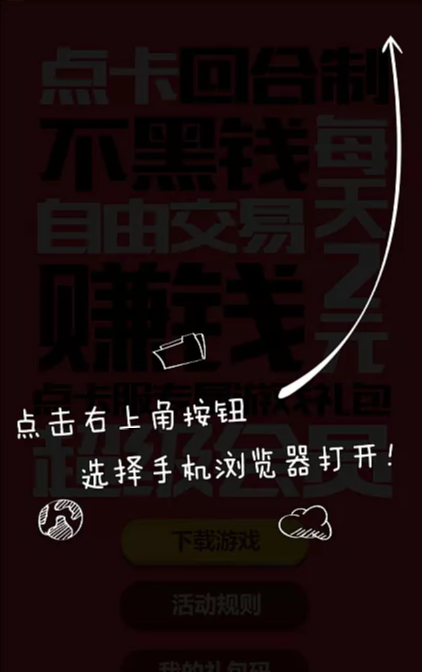 点卡回合制
不黑钱
每天2元
自由交易
赚钱
点卡服专属游戏礼包
超级会员
点击右上角按钮
选择手机浏览器打开!
下载游戏
活动规则
我的礼包码